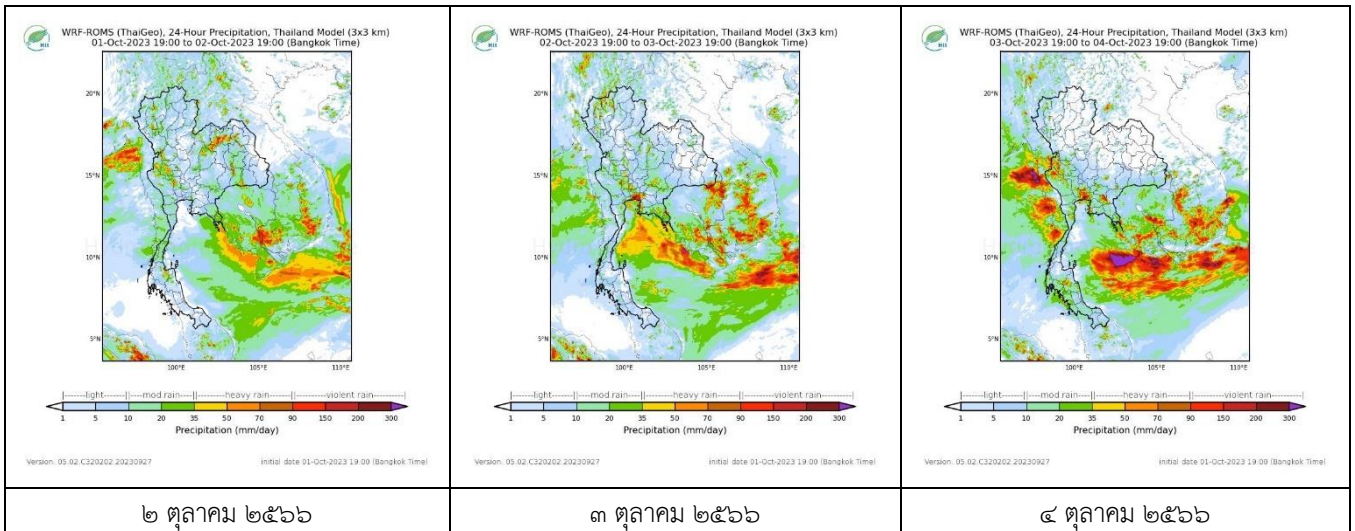 WRF-ROMS (ThaiGeo), 24-Hour Precipitation, Thailand Model (3x3 km)
01-Oct-2023 19:00 to 02-Oct-2023 19:00 (Bangkok Time)
20°N
15°N
10°N
5°N
100°E 105°E 110°E
|------light-----||---mod.rain---||------heavy rain------||------violent rain------|
1 5 10 20 35 50 70 90 150 200 300
Precipitation (mm/day)
Version: 05.02.C320202.20230927 initial date 01-Oct-2023 19:00 (Bangkok Time)
๒ ตุลาคม ๒๕๖๖
WRF-ROMS (ThaiGeo), 24-Hour Precipitation, Thailand Model (3x3 km)
02-Oct-2023 19:00 to 03-Oct-2023 19:00 (Bangkok Time)
20°N
15°N
10°N
5°N
100°E 105°E 110°E
|------light-----||---mod.rain---||------heavy rain------||------violent rain------|
1 5 10 20 35 50 70 90 150 200 300
Precipitation (mm/day)
Version: 05.02.C320202.20230927 initial date 01-Oct-2023 19:00 (Bangkok Time)
๓ ตุลาคม ๒๕๖๖
WRF-ROMS (ThaiGeo), 24-Hour Precipitation, Thailand Model (3x3 km)
03-Oct-2023 19:00 to 04-Oct-2023 19:00 (Bangkok Time)
20°N
15°N
10°N
5°N
100°E 105°E 110°E
|------light-----||---mod.rain---||------heavy rain------||------violent rain------|
1 5 10 20 35 50 70 90 150 200 300
Precipitation (mm/day)
Version: 05.02.C320202.20230927 initial date 01-Oct-2023 19:00 (Bangkok Time)
๔ ตุลาคม ๒๕๖๖